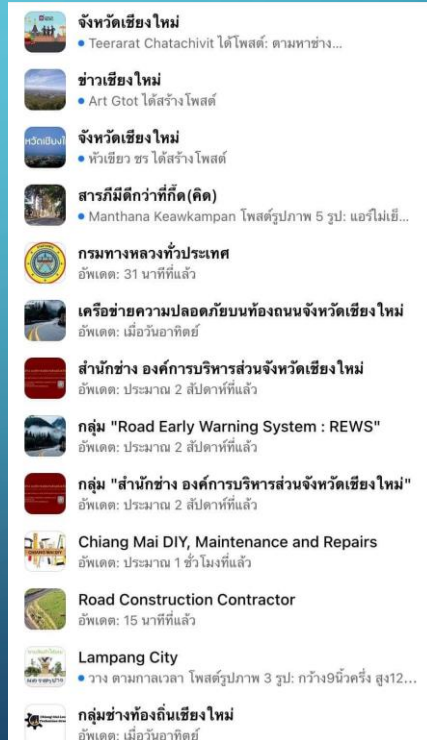 จังหวัดเชียงใหม่
• Teerarat Chatachivit ได้โพสต์: ตามหาช่าง...
ข่าวเชียงใหม่
• Art Gtot ได้สร้างโพสต์
จังหวัดเชียงใหม่
• หัวเขียว ชร ได้สร้างโพสต์
สารภีมีดีกว่าที่กึ๊ด(คิด)
• Manthana Keawkampan โพสต์รูปภาพ 5 รูป: แอร์ไม่เย็...
กรมทางหลวงทั่วประเทศ
อัพเดต: 31 นาทีที่แล้ว
เครือข่ายความปลอดภัยบนท้องถนนจังหวัดเชียงใหม่
อัพเดต: เมื่อวันอาทิตย์
สำนักช่าง องค์การบริหารส่วนจังหวัดเชียงใหม่
อัพเดต: ประมาณ 2 สัปดาห์ที่แล้ว
กลุ่ม "Road Early Warning System : REWS"
อัพเดต: ประมาณ 2 สัปดาห์ที่แล้ว
กลุ่ม "สำนักช่าง องค์การบริหารส่วนจังหวัดเชียงใหม่"
อัพเดต: ประมาณ 2 สัปดาห์ที่แล้ว
Chiang Mai DIY, Maintenance and Repairs
อัพเดต: ประมาณ 1 ชั่วโมงที่แล้ว
Road Construction Contractor
อัพเดต: 15 นาทีที่แล้ว
Lampang City
• วาง ตามกาลเวลา โพสต์รูปภาพ 3 รูป: กว้าง9นิ้วครึ่ง สูง12...
กลุ่มช่างท้องถิ่นเชียงใหม่
อัพเดต: เมื่อวันอาทิตย์